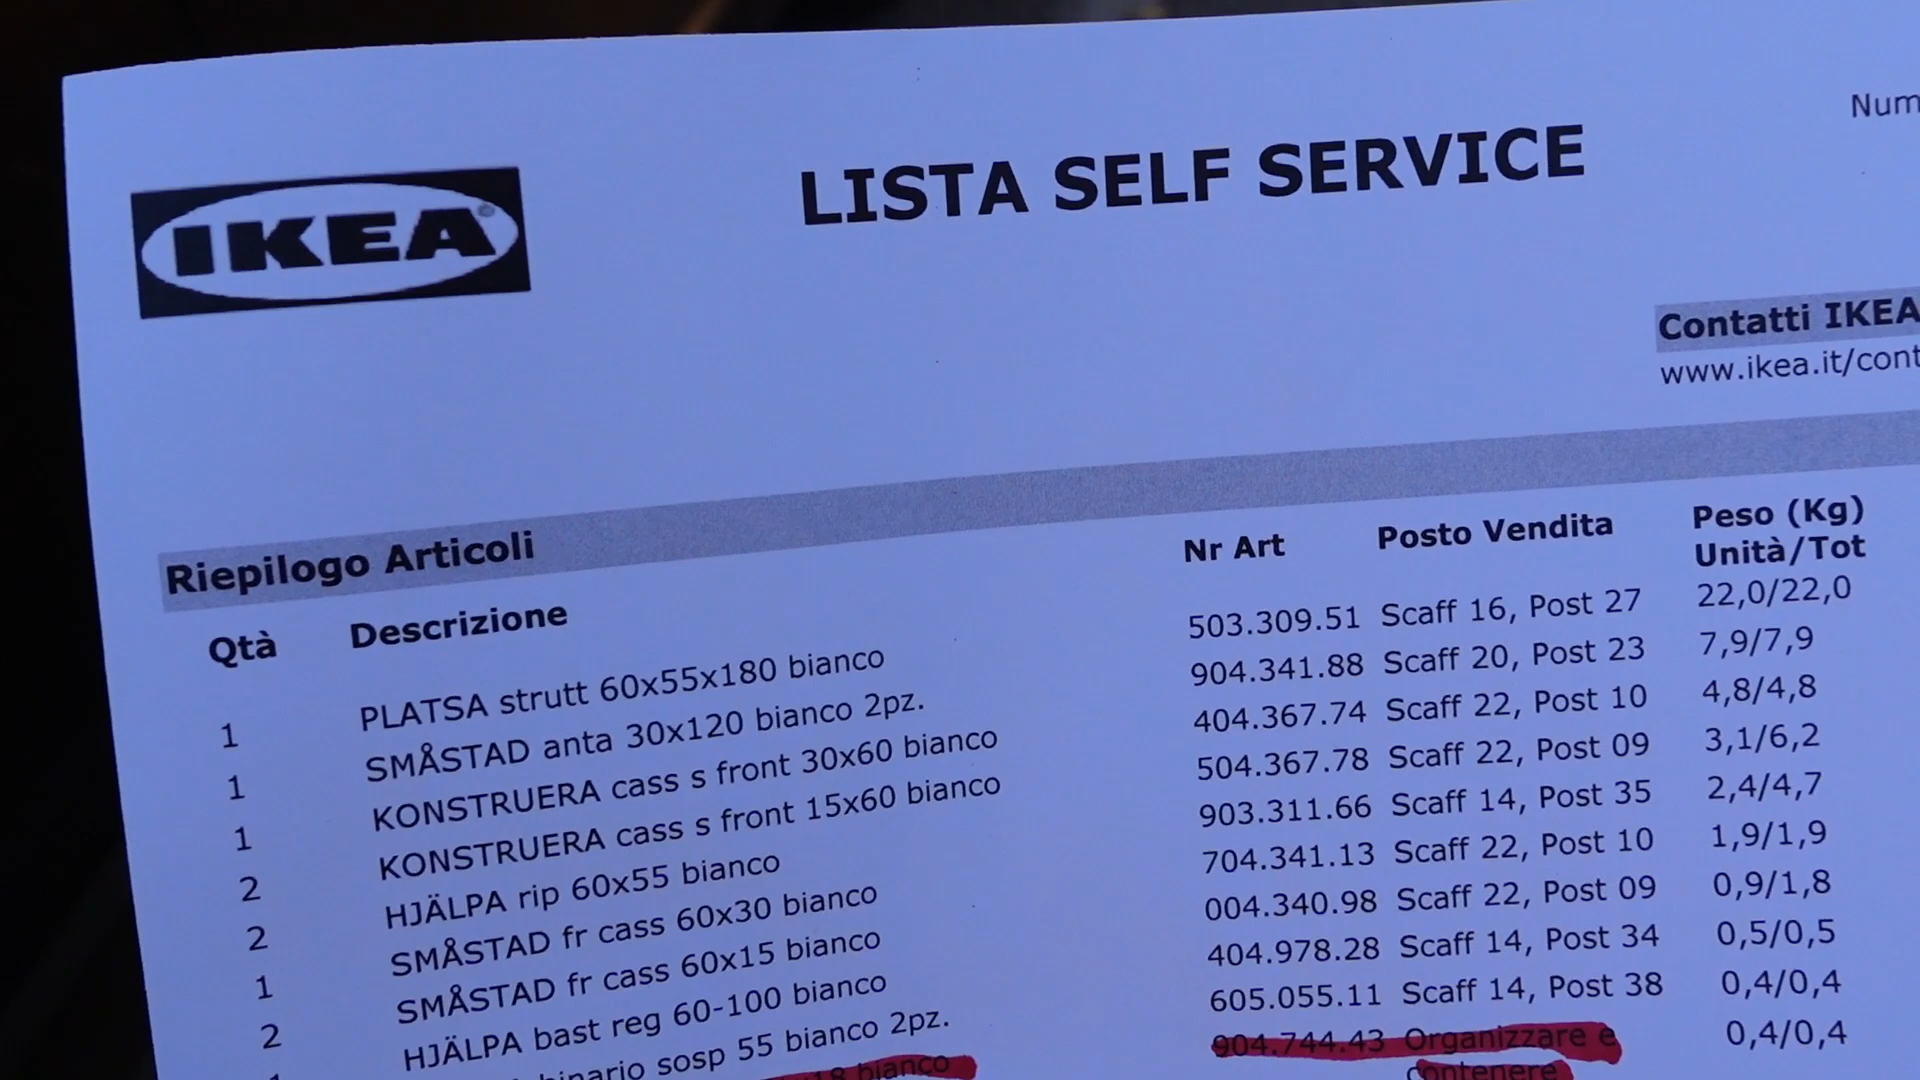 Num
IKEA®
LISTA SELF SERVICE
Contatti IKEA
www.ikea.it/cont
Riepilogo Articoli
Qtà Descrizione Nr Art Posto Vendita Peso (Kg) Unità/Tot
1 PLATSA strutt 60x55x180 bianco 503.309.51 Scaff 16, Post 27 22,0/22,0
1 SMÅSTAD anta 30x120 bianco 2pz. 904.341.88 Scaff 20, Post 23 7,9/7,9
1 KONSTRUERA cass s front 30x60 bianco 404.367.74 Scaff 22, Post 10 4,8/4,8
2 KONSTRUERA cass s front 15x60 bianco 504.367.78 Scaff 22, Post 09 3,1/6,2
2 HJÄLPA rip 60x55 bianco 903.311.66 Scaff 14, Post 35 2,4/4,7
1 SMÅSTAD fr cass 60x30 bianco 704.341.13 Scaff 22, Post 10 1,9/1,9
2 SMÅSTAD fr cass 60x15 bianco 004.340.98 Scaff 22, Post 09 0,9/1,8
HJÄLPA bast reg 60-100 bianco 404.978.28 Scaff 14, Post 34 0,5/0,5
binario sosp 55 bianco 2pz. 605.055.11 Scaff 14, Post 38 0,4/0,4
bianco 904.744.43 Organizzare e 0,4/0,4
contenere